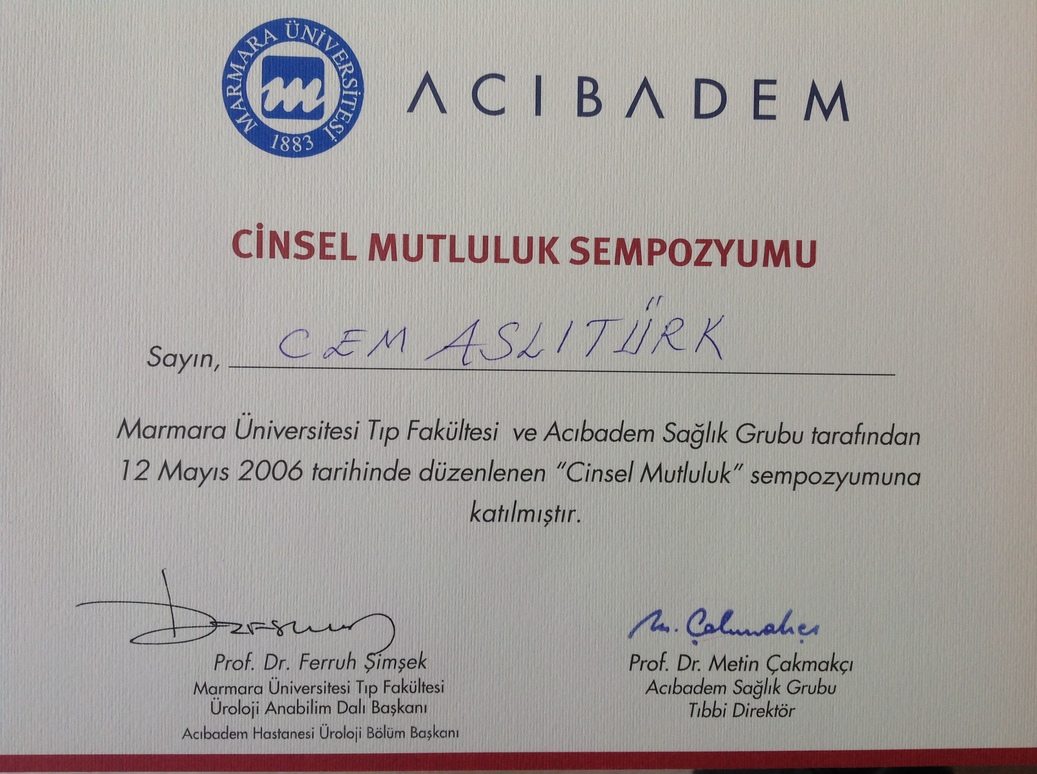 MARMARA ÜNİVERSİTESİ
1883
ACIBADEM
CİNSEL MUTLULUK SEMPOZYUMU
Sayın, CEM ASLITÜRK
Marmara Üniversitesi Tıp Fakültesi ve Acıbadem Sağlık Grubu tarafından
12 Mayıs 2006 tarihinde düzenlenen "Cinsel Mutluluk" sempozyumuna
katılmıştır.
M. Çakmakçı
Prof. Dr. Ferruh Şimşek
Marmara Üniversitesi Tıp Fakültesi
Üroloji Anabilim Dalı Başkanı
Acıbadem Hastanesi Üroloji Bölüm Başkanı
Prof. Dr. Metin Çakmakçı
Acıbadem Sağlık Grubu
Tıbbi Direktör